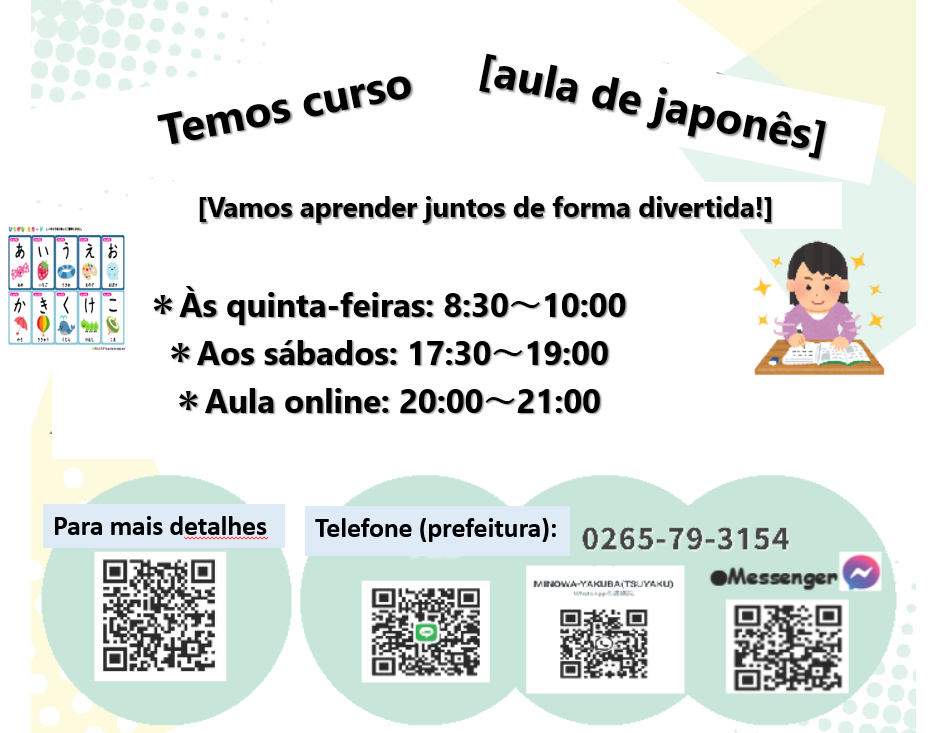 Temos curso [aula de japonês]
[Vamos aprender juntos de forma divertida!]
あ い う え お
か き く け こ
＊Às quinta-feiras: 8:30～10:00
＊Aos sábados: 17:30～19:00
＊Aula online: 20:00～21:00
Para mais detalhes
Telefone (prefeitura): 0265-79-3154
MINOWA-YAKUBA(TSUYAKU)
●Messenger